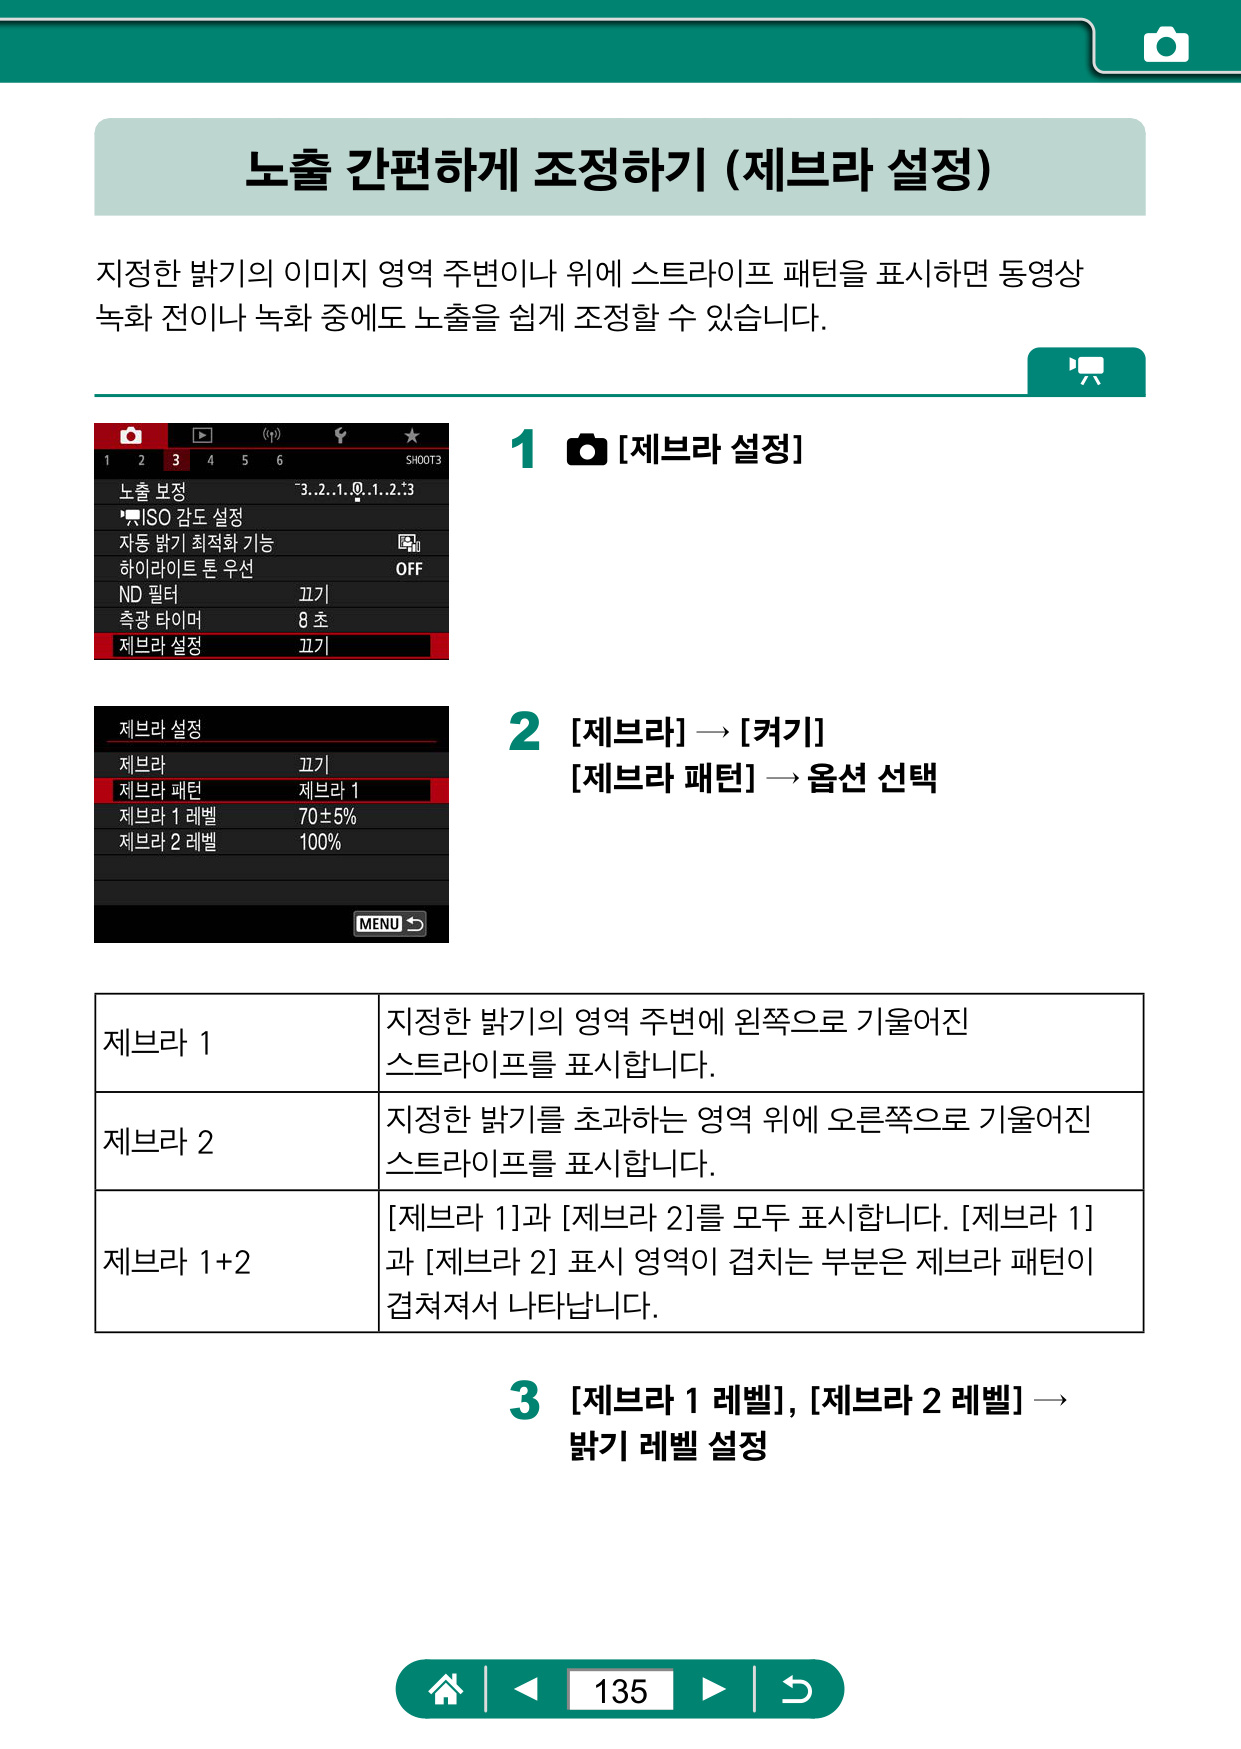 노출 간편하게 조정하기 (제브라 설정)
지정한 밝기의 이미지 영역 주변이나 위에 스트라이프 패턴을 표시하면 동영상
녹화 전이나 녹화 중에도 노출을 쉽게 조정할 수 있습니다.
1 2 3 4 5 6 SHOOT3
노출 보정 -3..2..1..0..1..2..+3
ISO 감도 설정
자동 밝기 최적화 기능
하이라이트 톤 우선 OFF
ND 필터 끄기
측광 타이머 8 초
제브라 설정 끄기
1 [제브라 설정]
제브라 설정
제브라 끄기
제브라 패턴 제브라 1
제브라 1 레벨 70±5%
제브라 2 레벨 100%
MENU
2 [제브라] → [켜기]
[제브라 패턴] → 옵션 선택
제브라 1
지정한 밝기의 영역 주변에 왼쪽으로 기울어진
스트라이프를 표시합니다.
제브라 2
지정한 밝기를 초과하는 영역 위에 오른쪽으로 기울어진
스트라이프를 표시합니다.
제브라 1+2
[제브라 1]과 [제브라 2]를 모두 표시합니다. [제브라 1]
과 [제브라 2] 표시 영역이 겹치는 부분은 제브라 패턴이
겹쳐져서 나타납니다.
3 [제브라 1 레벨], [제브라 2 레벨] →
밝기 레벨 설정
135